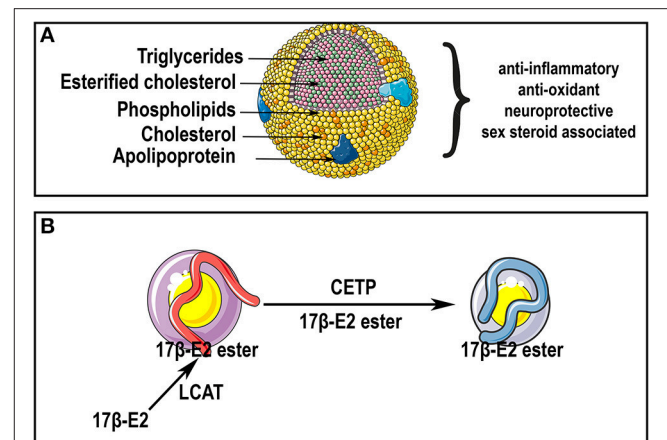 A
Triglycerides
Esterified cholesterol
Phospholipids
Cholesterol
Apolipoprotein
anti-inflammatory
anti-oxidant
neuroprotective
sex steroid associated
B
CETP
17β-E2 ester
17β-E2 ester
17β-E2 ester
LCAT
17β-E2